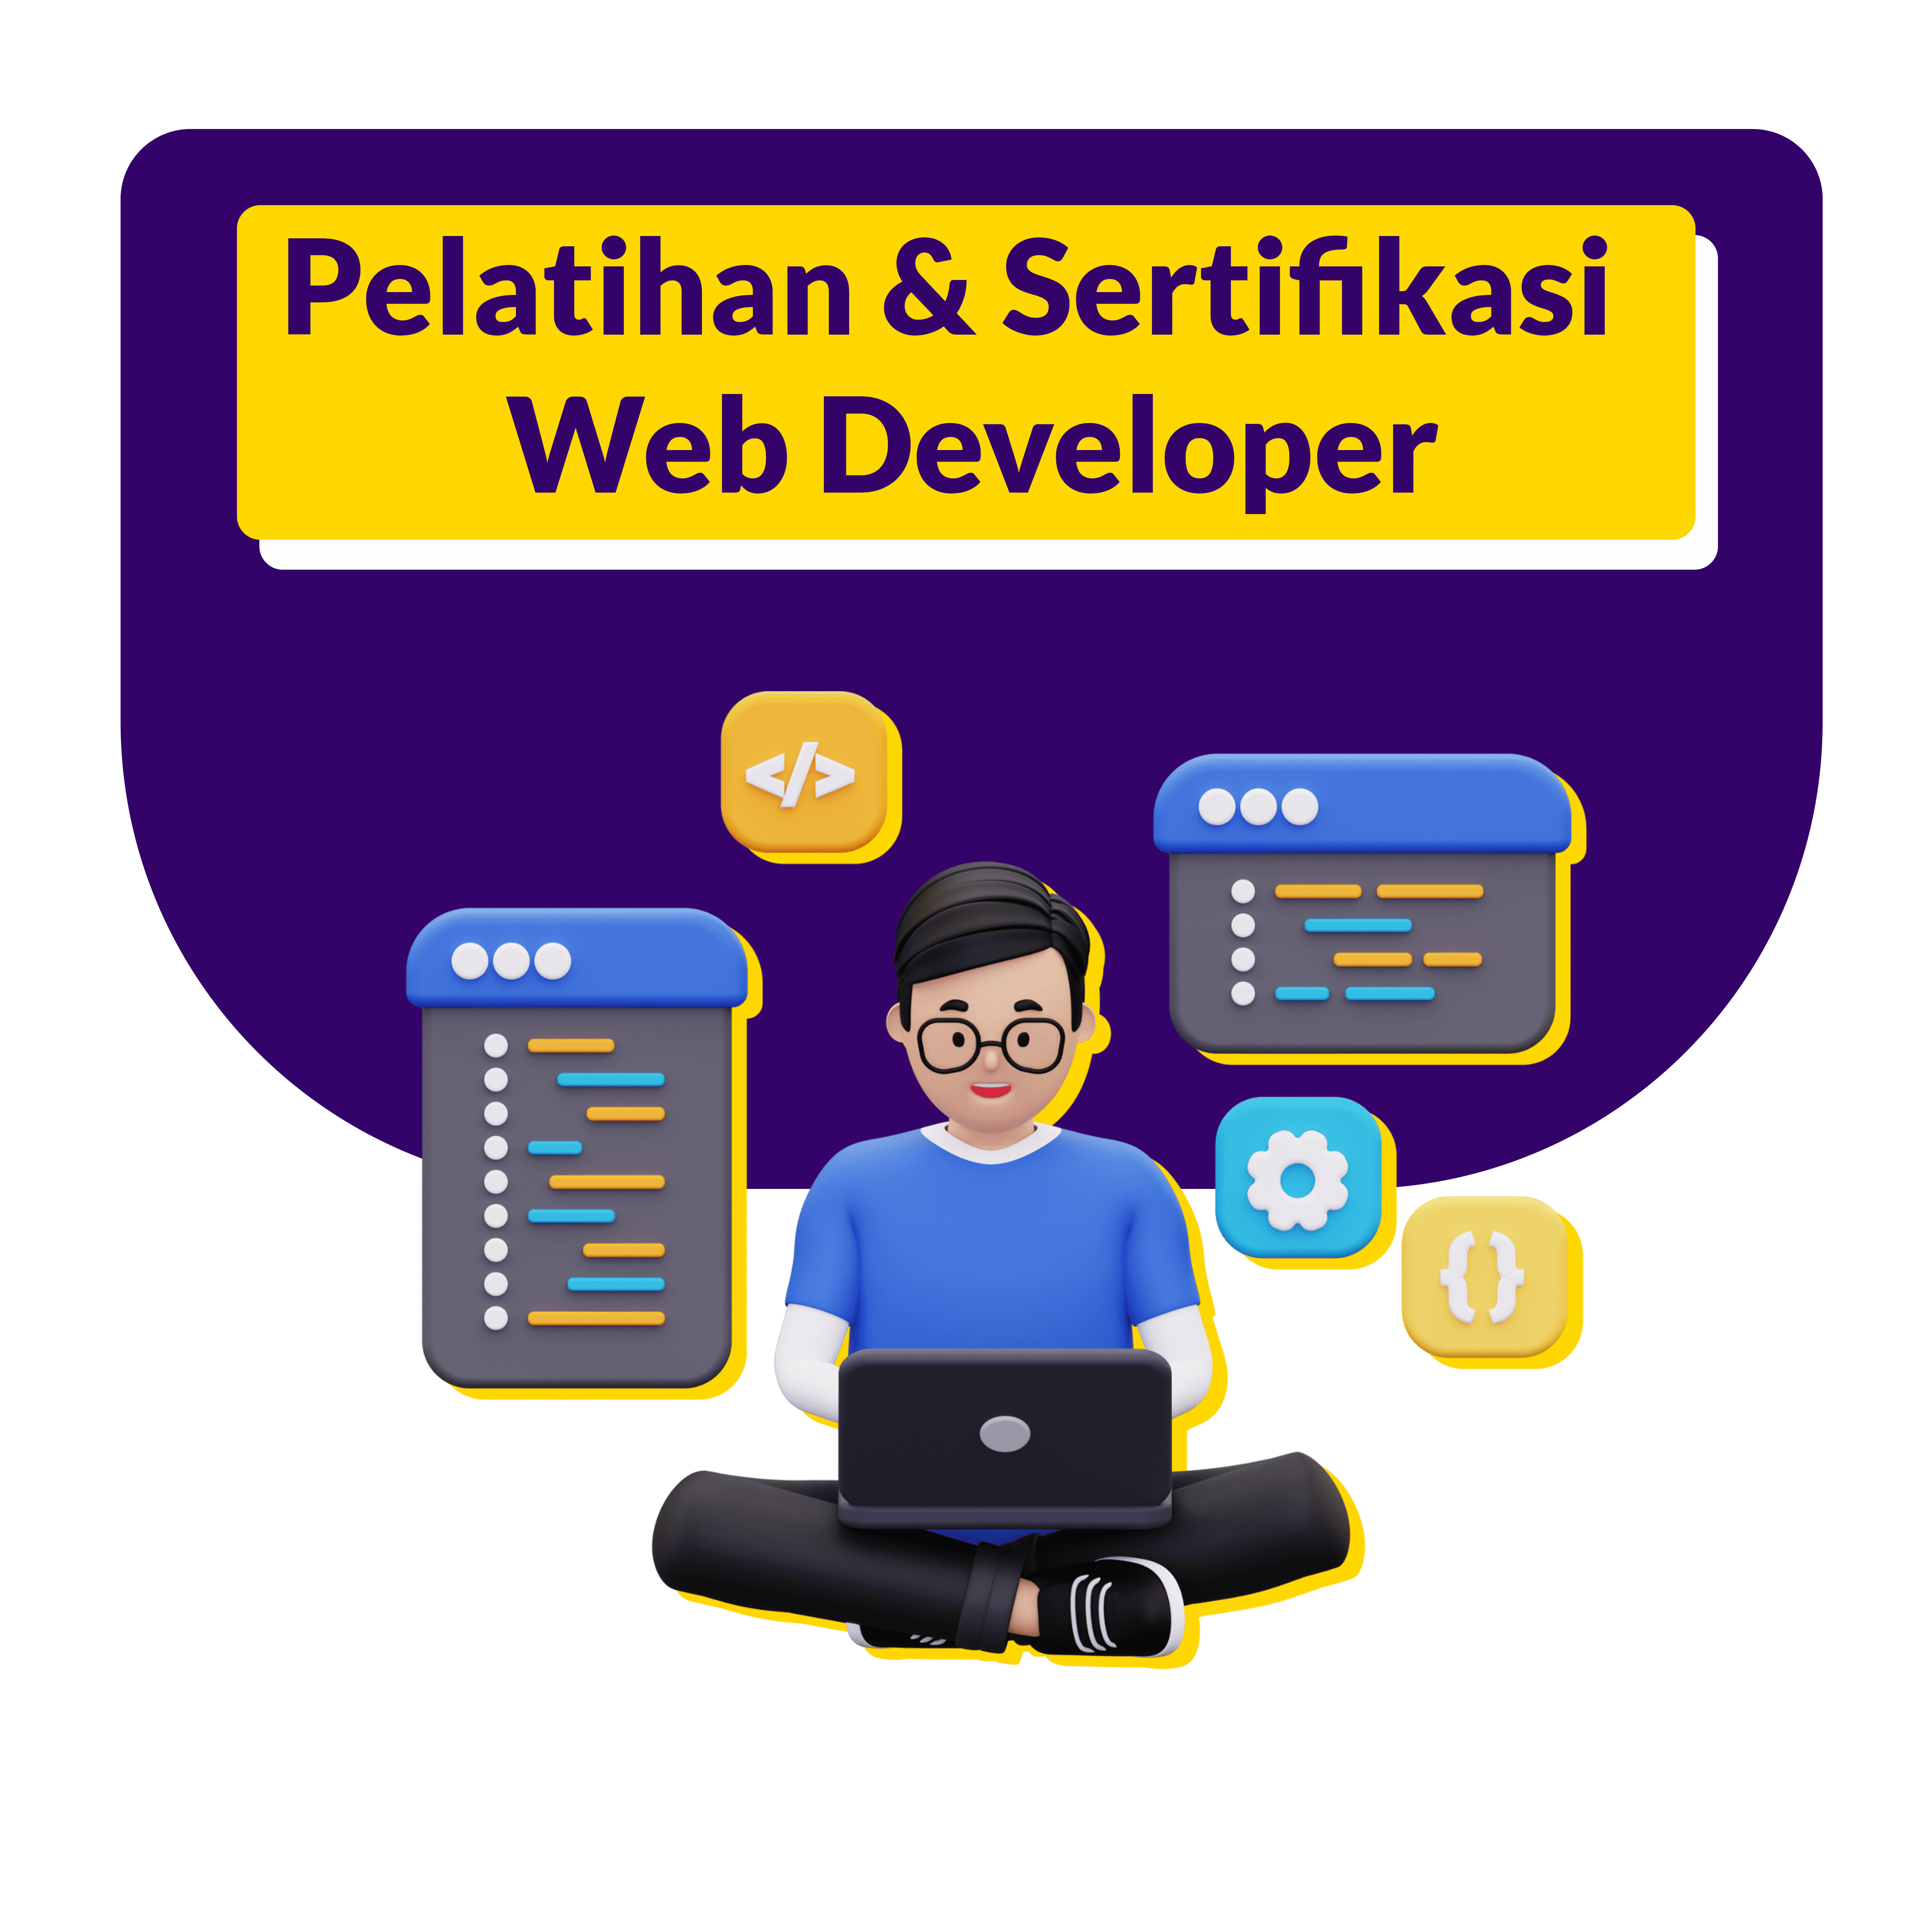 Pelatihan & Sertifikasi
Web Developer
</>
{}